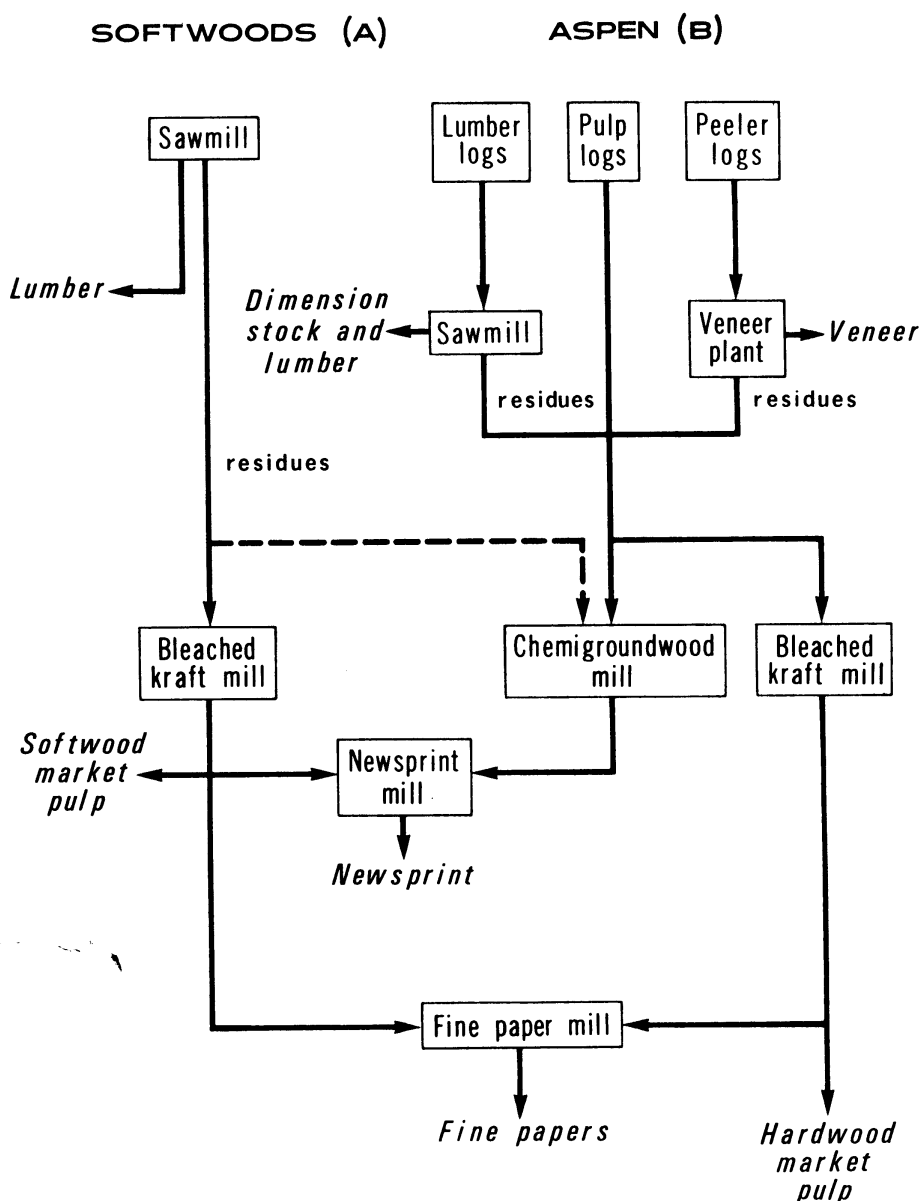 SOFTWOODS (A)
ASPEN (B)
Sawmill
Lumber
logs
Pulp
logs
Peeler
logs
Lumber
Dimension
stock and
lumber
Sawmill
Veneer
plant
Veneer
residues
residues
residues
Bleached
kraft mill
Chemigroundwood
mill
Bleached
kraft mill
Softwood
market
pulp
Newsprint
mill
Newsprint
Fine paper mill
Fine papers
Hardwood
market
pulp